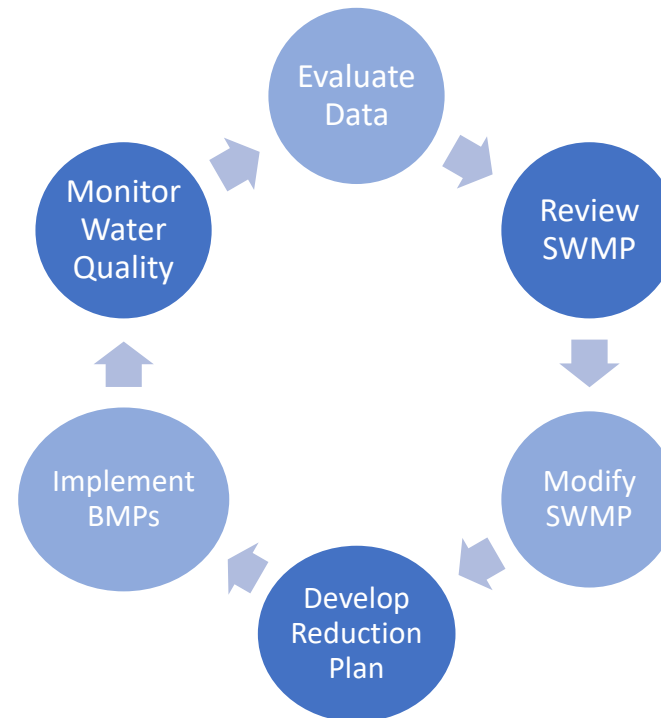 Evaluate
Data
Review
SWMP
Modify
SWMP
Develop
Reduction
Plan
Implement
BMPs
Monitor
Water
Quality